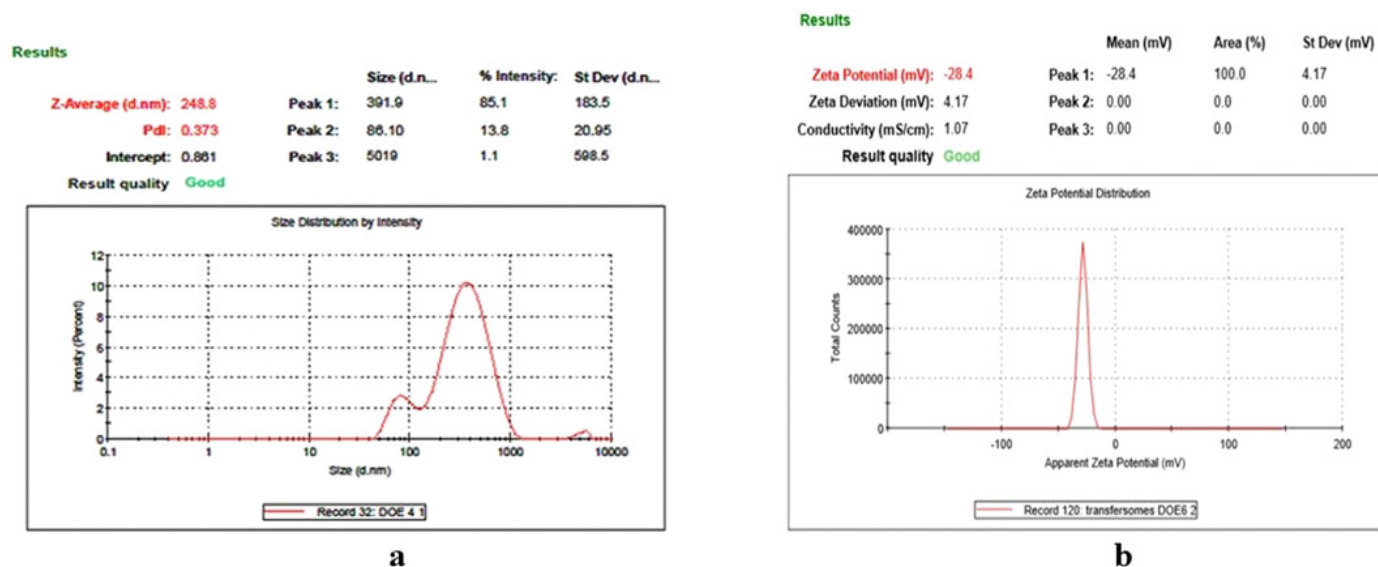 Results
Size (d.n... % Intensity: St Dev (d.n...
Z-Average (d.nm): 248.8 Peak 1: 391.9 85.1 183.5
PdI: 0.373 Peak 2: 86.10 13.8 20.95
Intercept: 0.861 Peak 3: 5019 1.1 598.5
Result quality Good
Size Distribution by Intensity
Intensity (Percent)
12
10
8
6
4
2
0
0.1 1 10 100 1000 10000
Size (d.nm)
Record 32: DOE 4 1
a
Results
Mean (mV) Area (%) St Dev (mV)
Zeta Potential (mV): -28.4 Peak 1: -28.4 100.0 4.17
Zeta Deviation (mV): 4.17 Peak 2: 0.00 0.0 0.00
Conductivity (mS/cm): 1.07 Peak 3: 0.00 0.0 0.00
Result quality Good
Zeta Potential Distribution
Total Counts
400000
300000
200000
100000
0
-100 0 100 200
Apparent Zeta Potential (mV)
Record 120: transfersomes DOE6 2
b